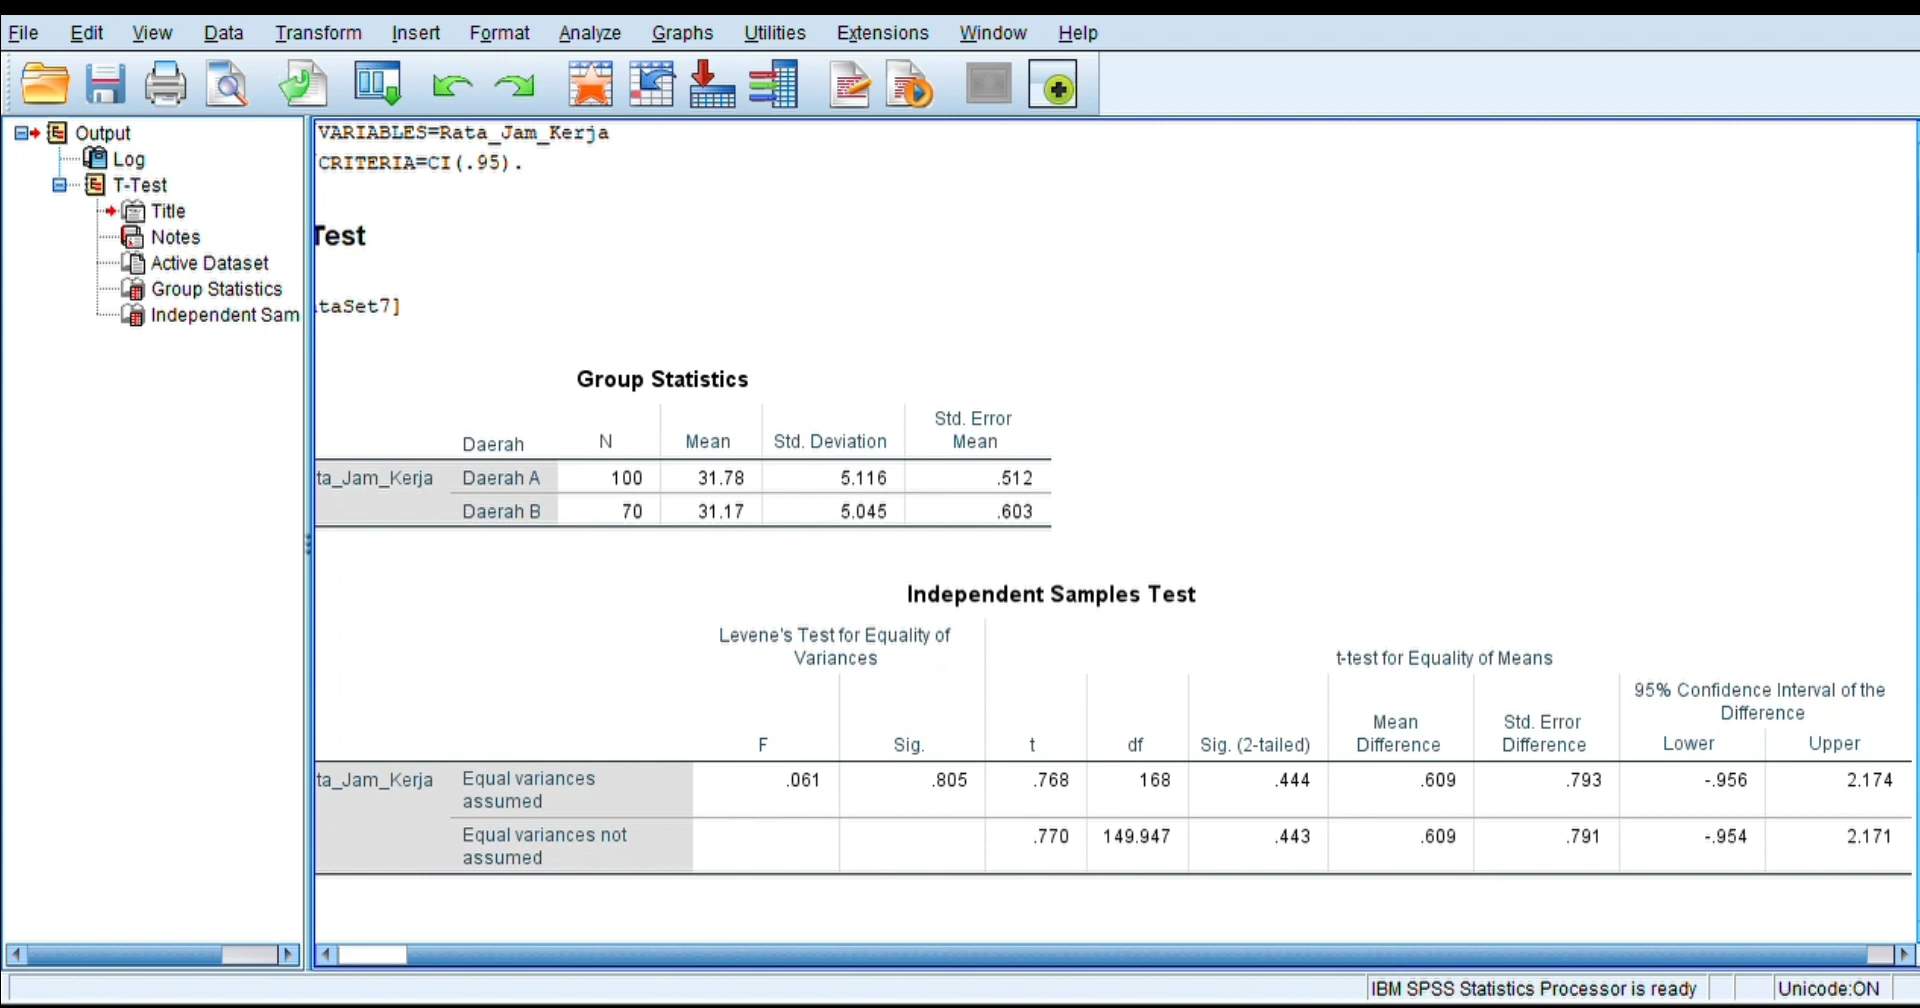 File Edit View Data Transform Insert Format Analyze Graphs Utilities Extensions Window Help
Output
Log
T-Test
Title
Notes
Active Dataset
Group Statistics
Independent Sam
VARIABLES=Rata_Jam_Kerja
CRITERIA=CI(.95).
Test
taSet7]
Group Statistics
Daerah N Mean Std. Deviation Std. Error Mean
ta_Jam_Kerja Daerah A 100 31.78 5.116 .512
Daerah B 70 31.17 5.045 .603
Independent Samples Test
Levene's Test for Equality of Variances
t-test for Equality of Means
95% Confidence Interval of the Difference
F Sig. t df Sig. (2-tailed) Mean Difference Std. Error Difference Lower Upper
ta_Jam_Kerja Equal variances assumed .061 .805 .768 168 .444 .609 .793 -.956 2.174
Equal variances not assumed .770 149.947 .443 .609 .791 -.954 2.171
IBM SPSS Statistics Processor is ready Unicode:ON